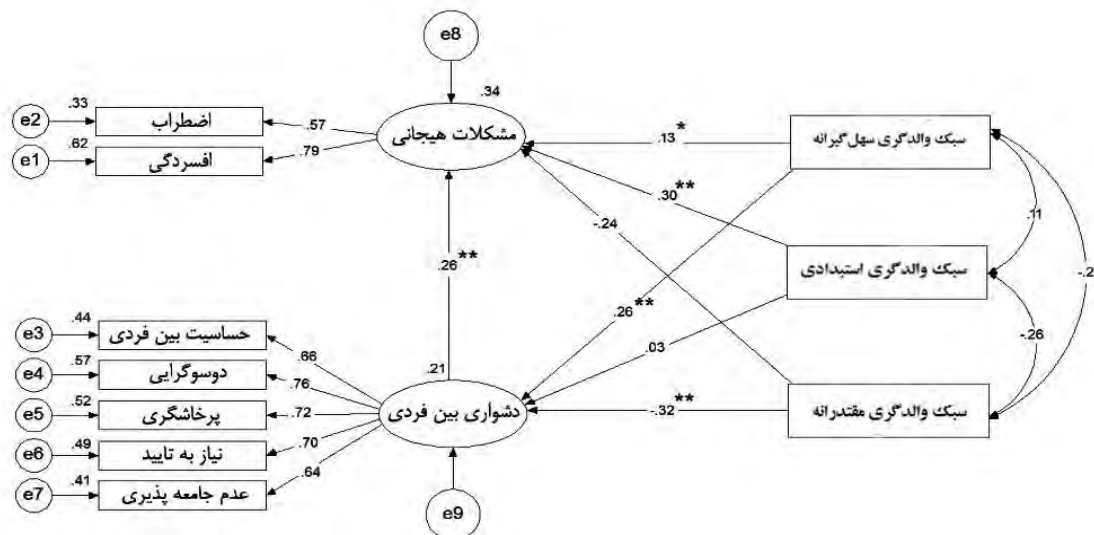 e8
.34
مشکلات هیجانی
.33
e2
اضطراب
.57
.62
e1
افسردگی
.79
سبک والدگری سهل‌گیرانه
.13*
.30**
-.24
.11
-.2
سبک والدگری استبدادی
.26**
.26**
.03
-.26
.44
e3
حساسیت بین فردی
.66
.57
e4
دوسوگرایی
.76
.21
دشواری بین فردی
-.32**
سبک والدگری مقتدرانه
.52
e5
پرخاشگری
.72
.49
e6
نیاز به تایید
.70
.41
e7
عدم جامعه پذیری
.64
e9